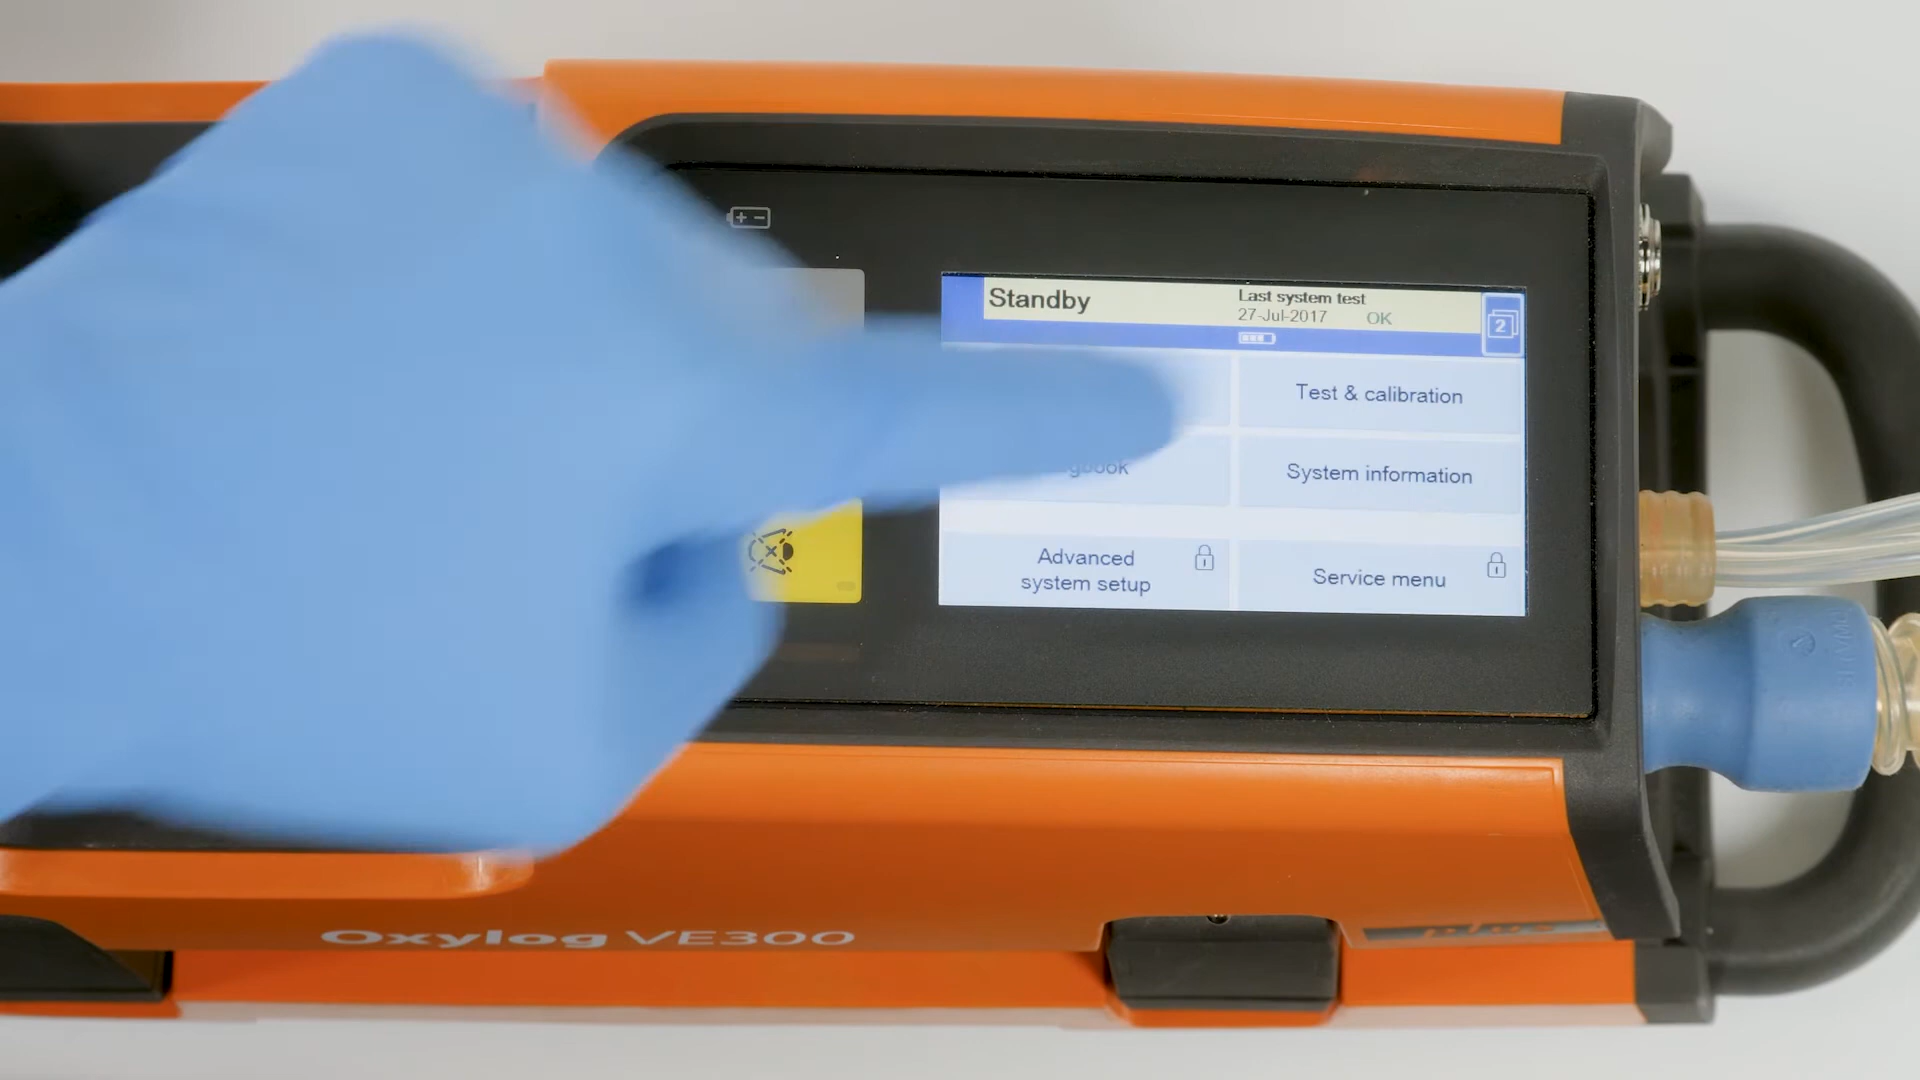 Standby
Last system test
27-Jul-2017 OK
2
Test & calibration
System information
Advanced
system setup
Service menu
Oxylog VE300
plus